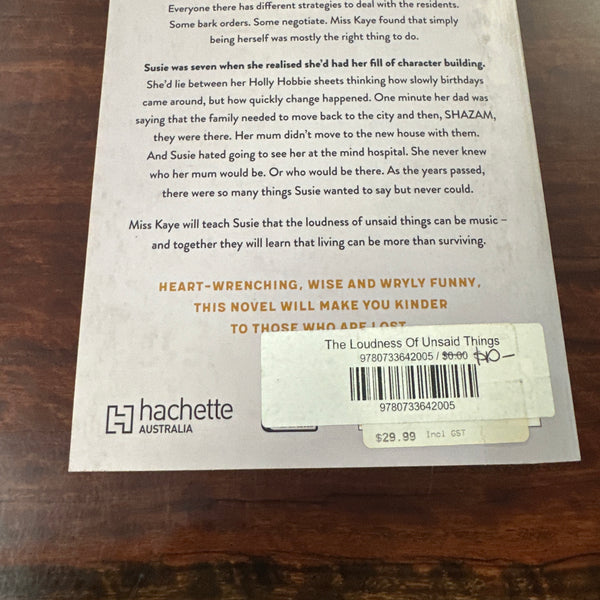 Everyone there has different strategies to deal with the residents.
Some bark orders. Some negotiate. Miss Kaye found that simply
being herself was mostly the right thing to do.
Susie was seven when she realised she'd had her fill of character building.
She'd lie between her Holly Hobbie sheets thinking how slowly birthdays
came around, but how quickly change happened. One minute her dad was
saying that the family needed to move back to the city and then, SHAZAM,
they were there. Her mum didn't move to the new house with them.
And Susie hated going to see her at the mind hospital. She never knew
who her mum would be. Or who would be there. As the years passed,
there were so many things Susie wanted to say but never could.
Miss Kaye will teach Susie that the loudness of unsaid things can be music –
and together they will learn that living can be more than surviving.
HEART-WRENCHING, WISE AND WRYLY FUNNY,
THIS NOVEL WILL MAKE YOU KINDER
TO THOSE WHO ARE LOST
The Loudness Of Unsaid Things
9780733642005 / $0.00 $10-
9780733642005
hachette
AUSTRALIA
$29.99 Incl GST